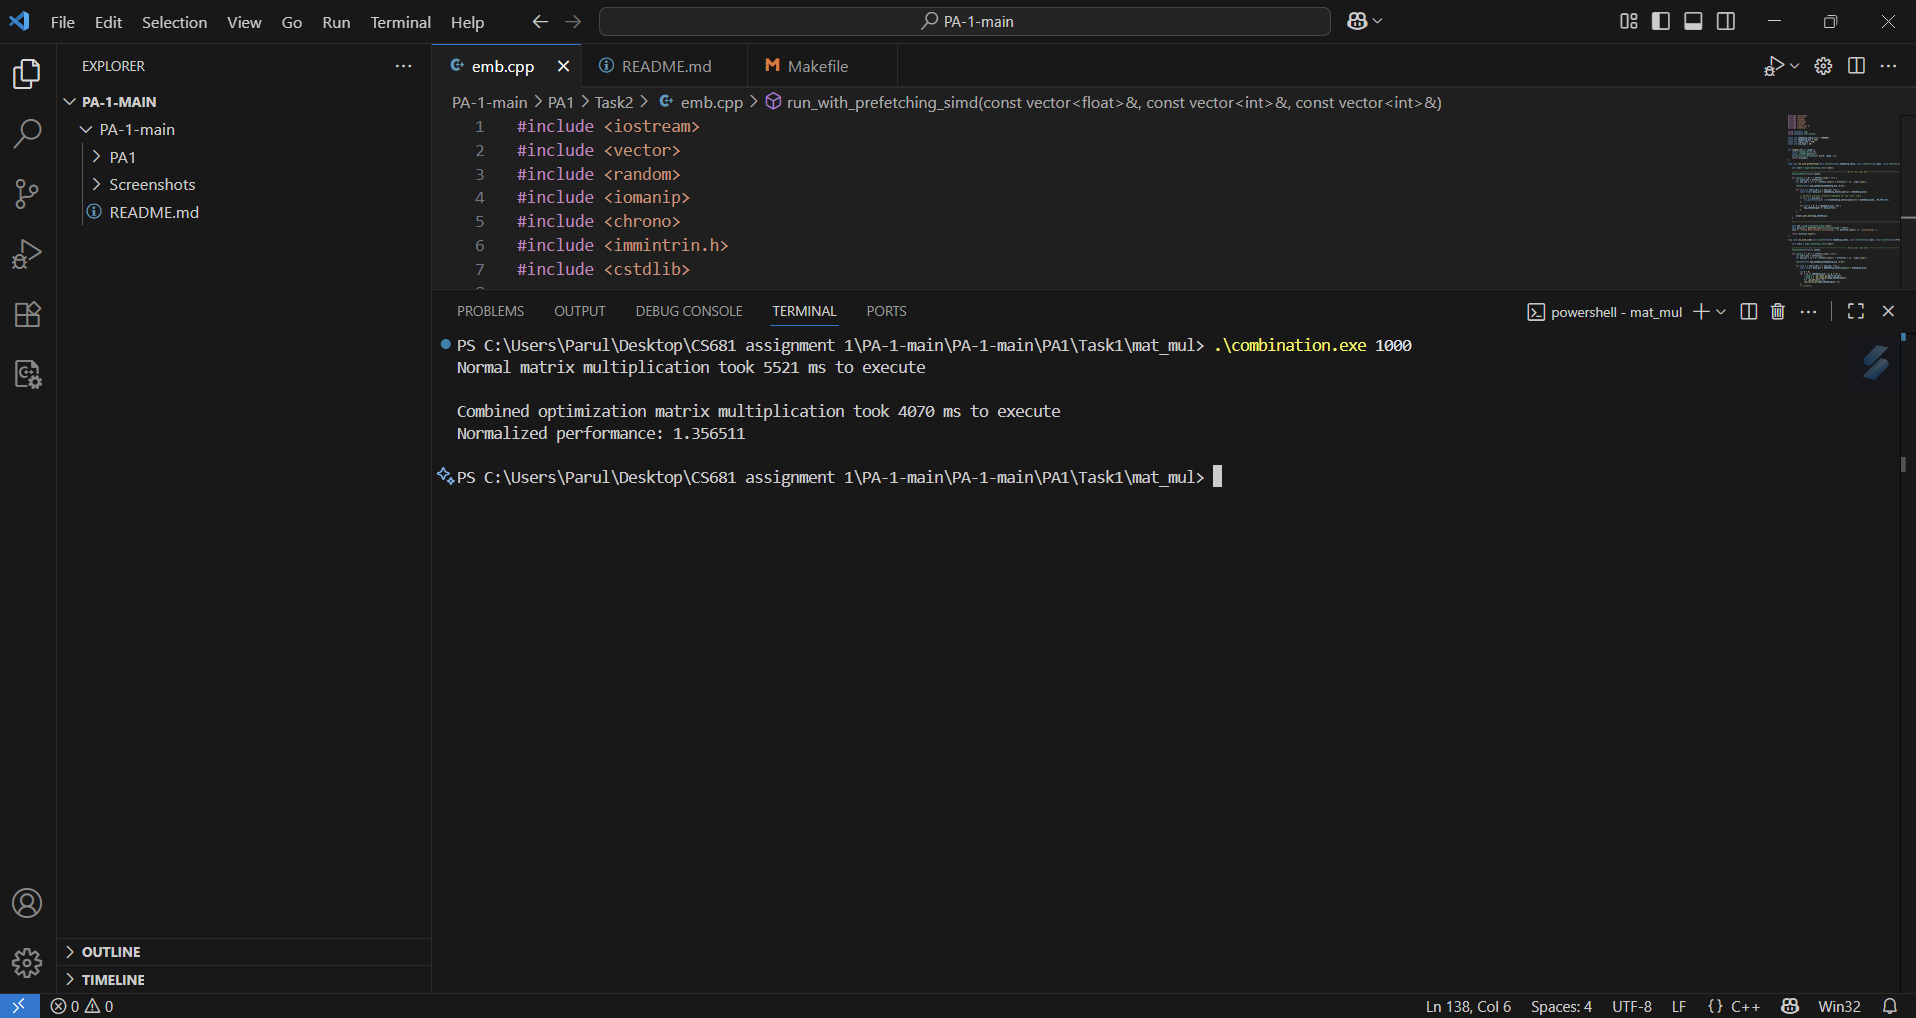 File Edit Selection View Go Run Terminal Help
PA-1-main
EXPLORER
PA-1-MAIN
PA-1-main
PA1
Screenshots
README.md
OUTLINE
TIMELINE
emb.cpp README.md Makefile
PA-1-main > PA1 > Task2 > emb.cpp > run_with_prefetching_simd(const vector<float>&, const vector<int>&, const vector<int>&)
1 #include <iostream>
2 #include <vector>
3 #include <random>
4 #include <iomanip>
5 #include <chrono>
6 #include <immintrin.h>
7 #include <cstdlib>
PROBLEMS OUTPUT DEBUG CONSOLE TERMINAL PORTS
powershell - mat_mul
PS C:\Users\Parul\Desktop\CS681 assignment 1\PA-1-main\PA-1-main\PA1\Task1\mat_mul> .\combination.exe 1000
Normal matrix multiplication took 5521 ms to execute
Combined optimization matrix multiplication took 4070 ms to execute
Normalized performance: 1.356511
PS C:\Users\Parul\Desktop\CS681 assignment 1\PA-1-main\PA-1-main\PA1\Task1\mat_mul>
0 0
Ln 138, Col 6 Spaces: 4 UTF-8 LF {} C++ Win32